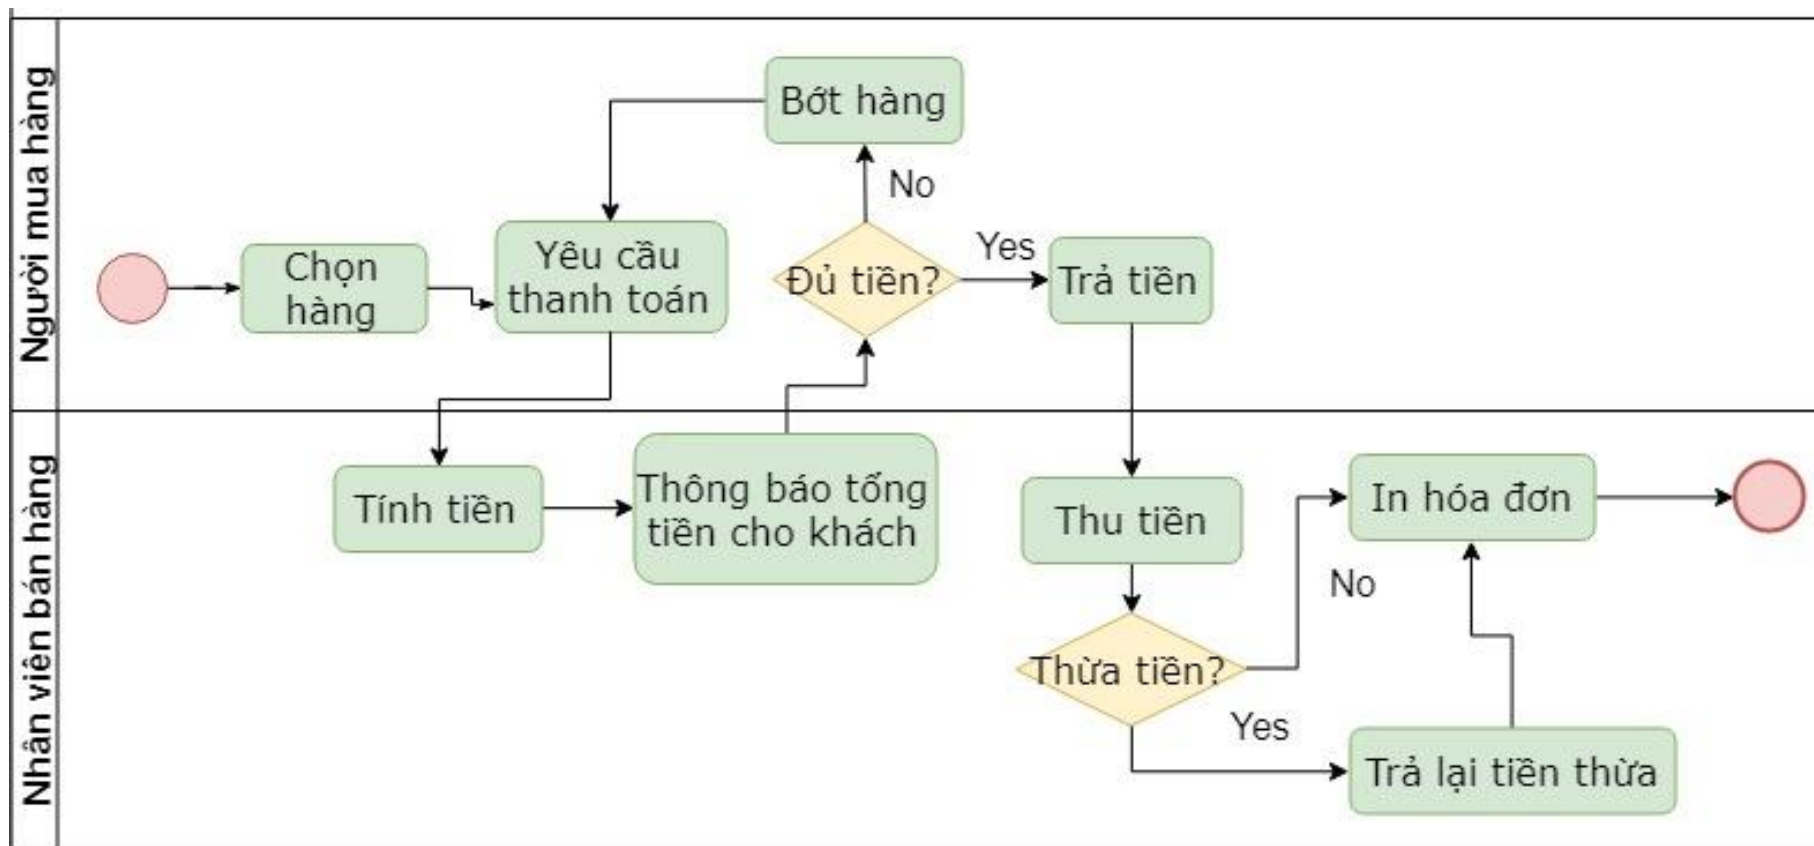 Người mua hàng
Bớt hàng
No
Chọn
hàng
Yêu cầu
thanh toán
Đủ tiền?
Yes
Trả tiền
Nhân viên bán hàng
Tính tiền
Thông báo tổng
tiền cho khách
Thu tiền
In hóa đơn
No
Thừa tiền?
Yes
Trả lại tiền thừa